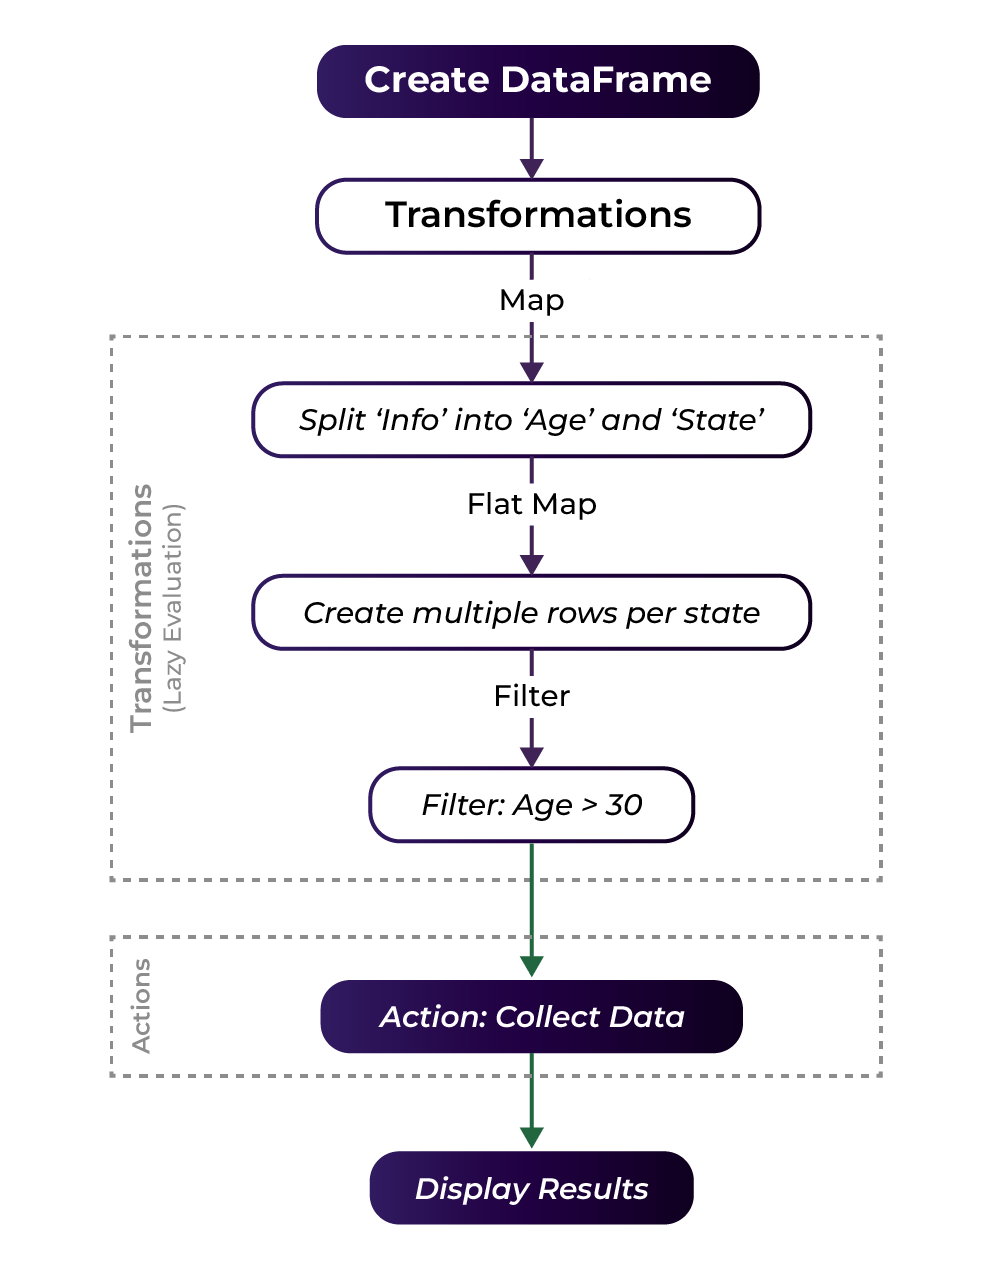 Create DataFrame
Transformations
Map
Split ‘Info’ into ‘Age’ and ‘State’
Flat Map
Create multiple rows per state
Filter
Filter: Age > 30
Transformations
(Lazy Evaluation)
Actions
Action: Collect Data
Display Results